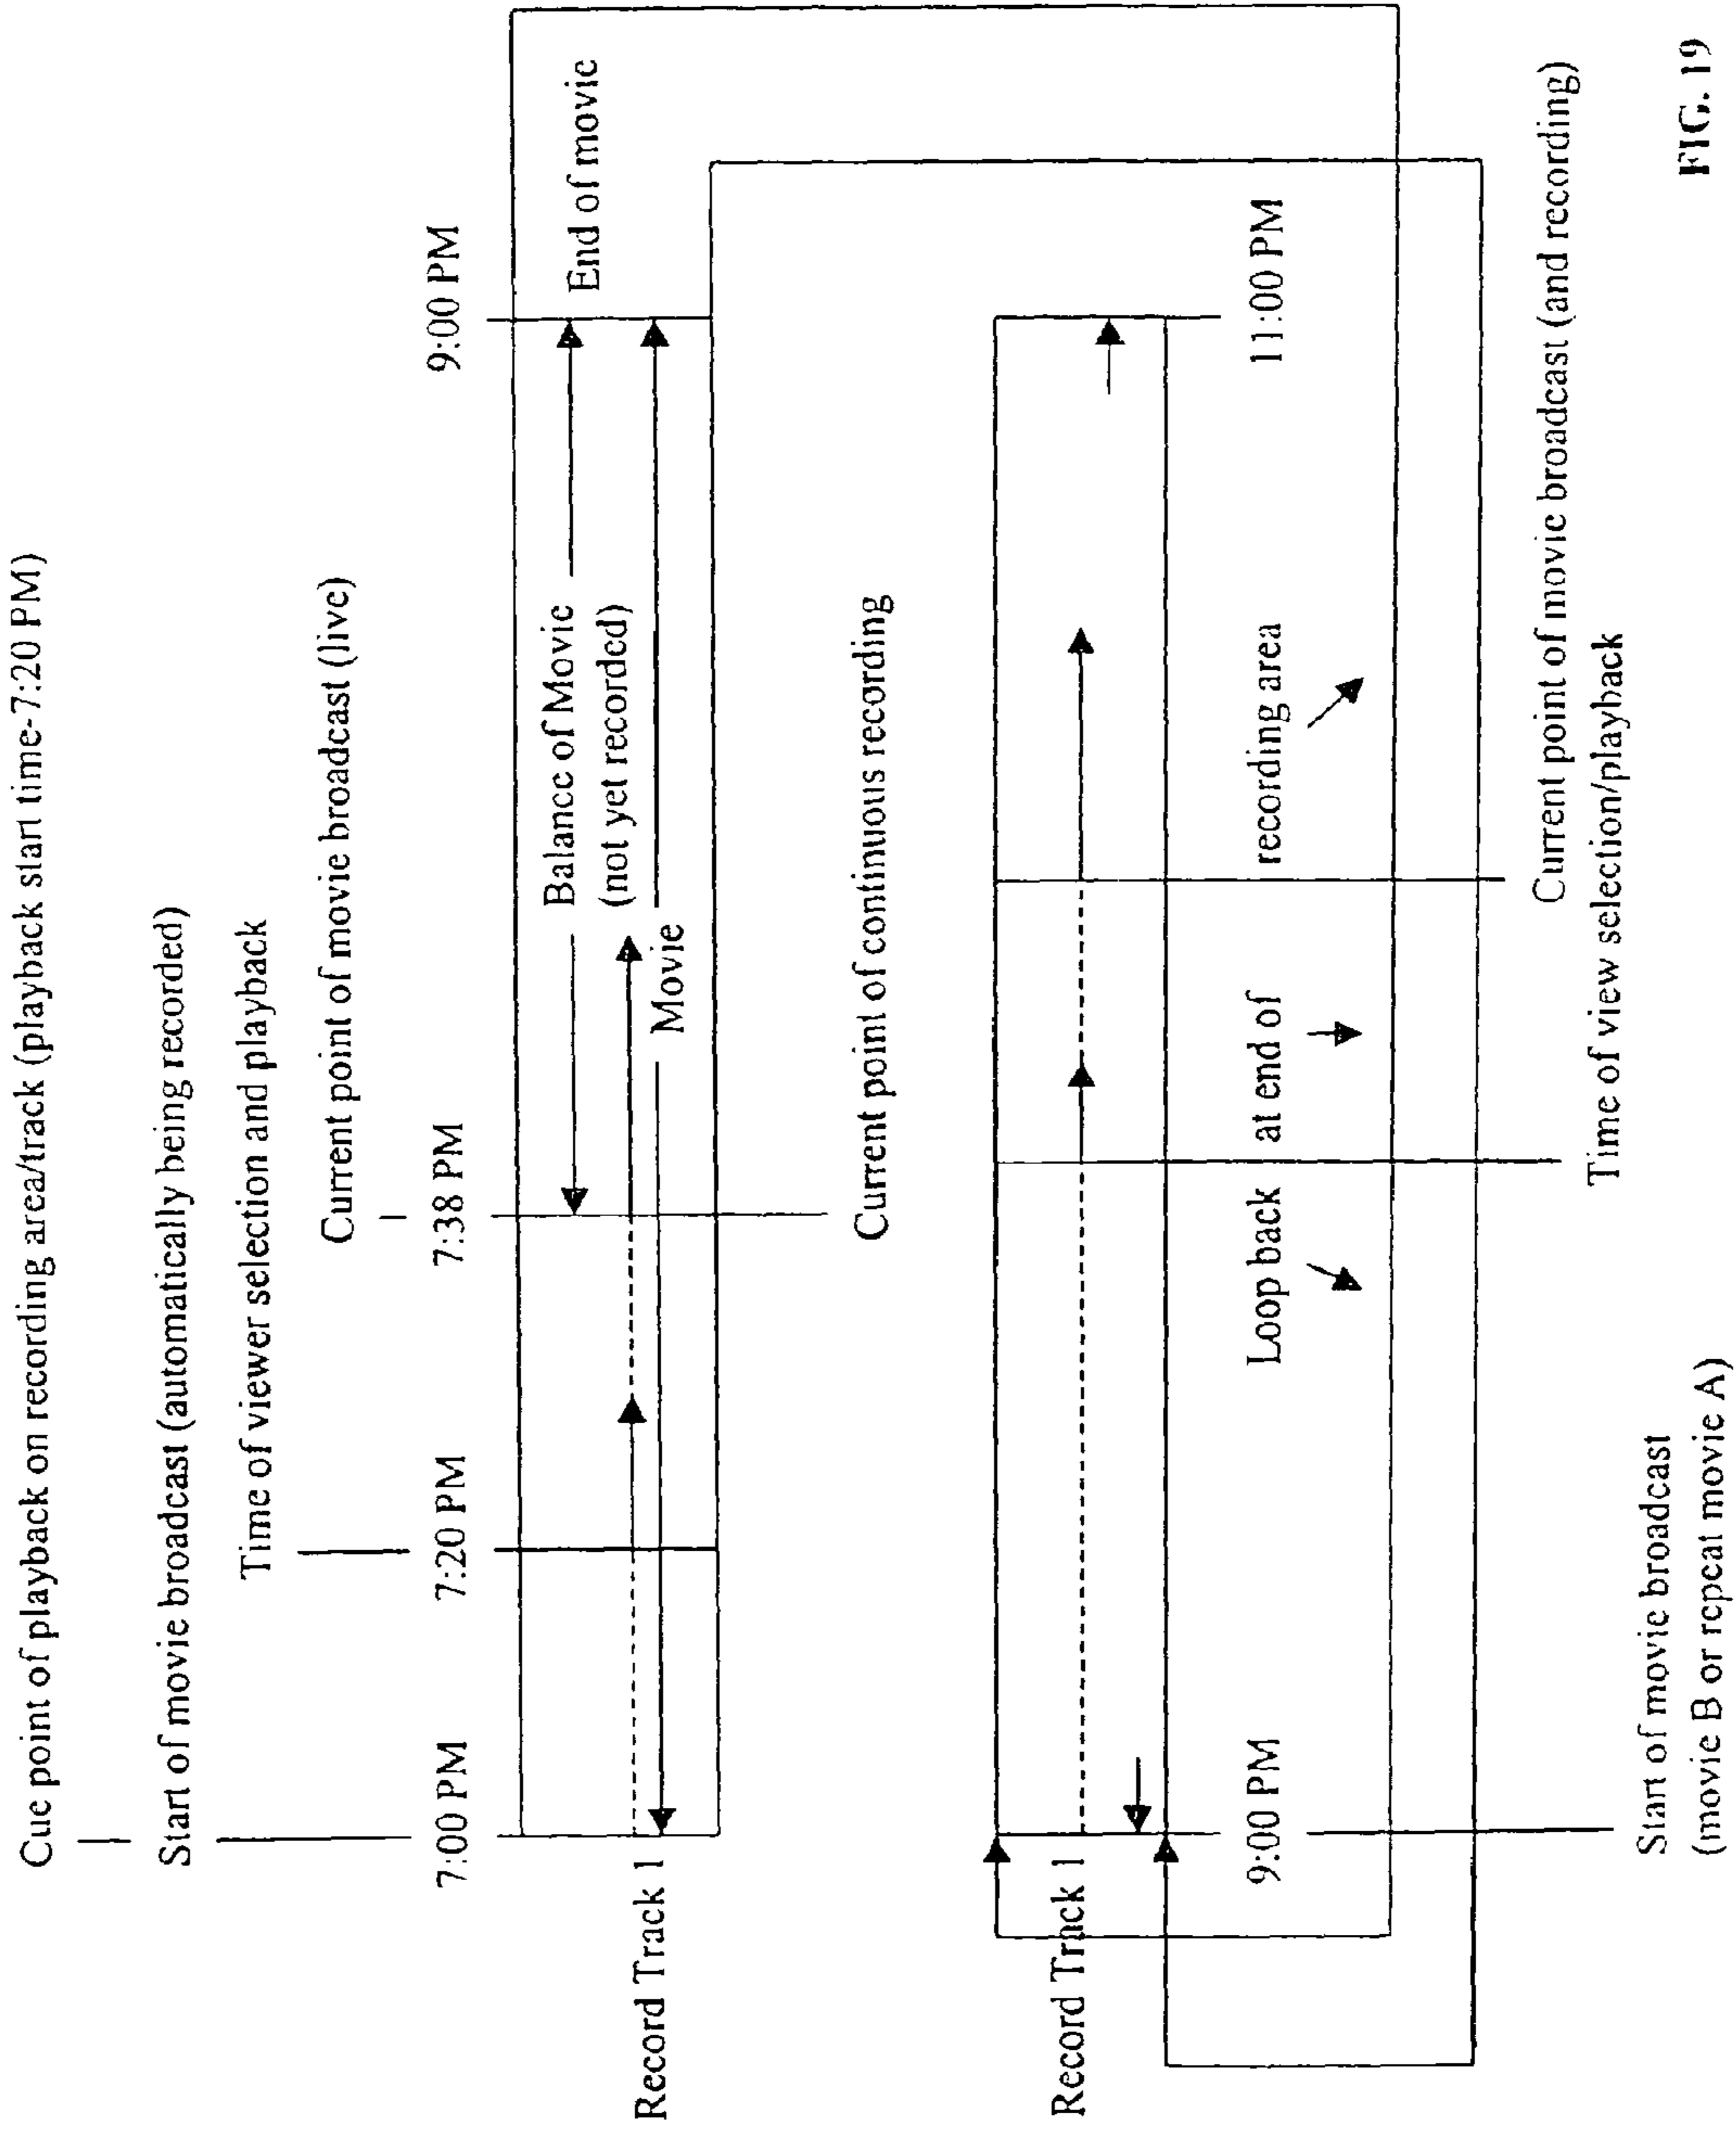 Cue point of playback on recording area/track (playback start time-7:20 PM)
Start of movie broadcast (automatically being recorded)
Time of viewer selection and playback
Current point of movie broadcast (live)
7:00 PM
7:20 PM
7:38 PM
9:00 PM
Balance of Movie
(not yet recorded)
End of movie
Movie
Record Track 1
Current point of continuous recording
Record Track 1
9:00 PM
Loop back
at end of
recording area
11:00 PM
Current point of movie broadcast (and recording)
Time of view selection/playback
Start of movie broadcast
(movie B or repeat movie A)
FIG. 19